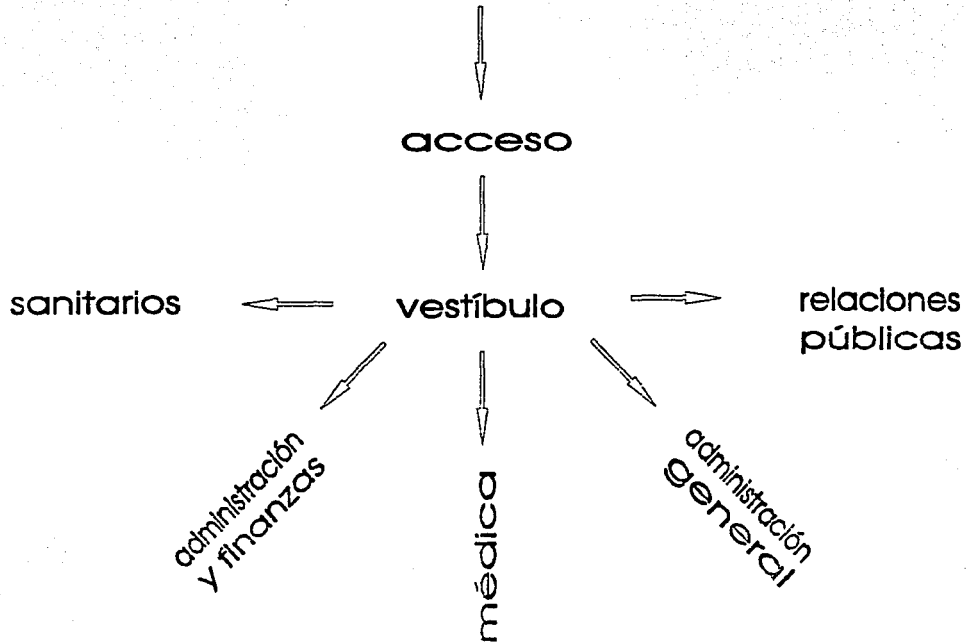 acceso
sanitarios
vestíbulo
relaciones
públicas
administración
y finanzas
médica
administración
general